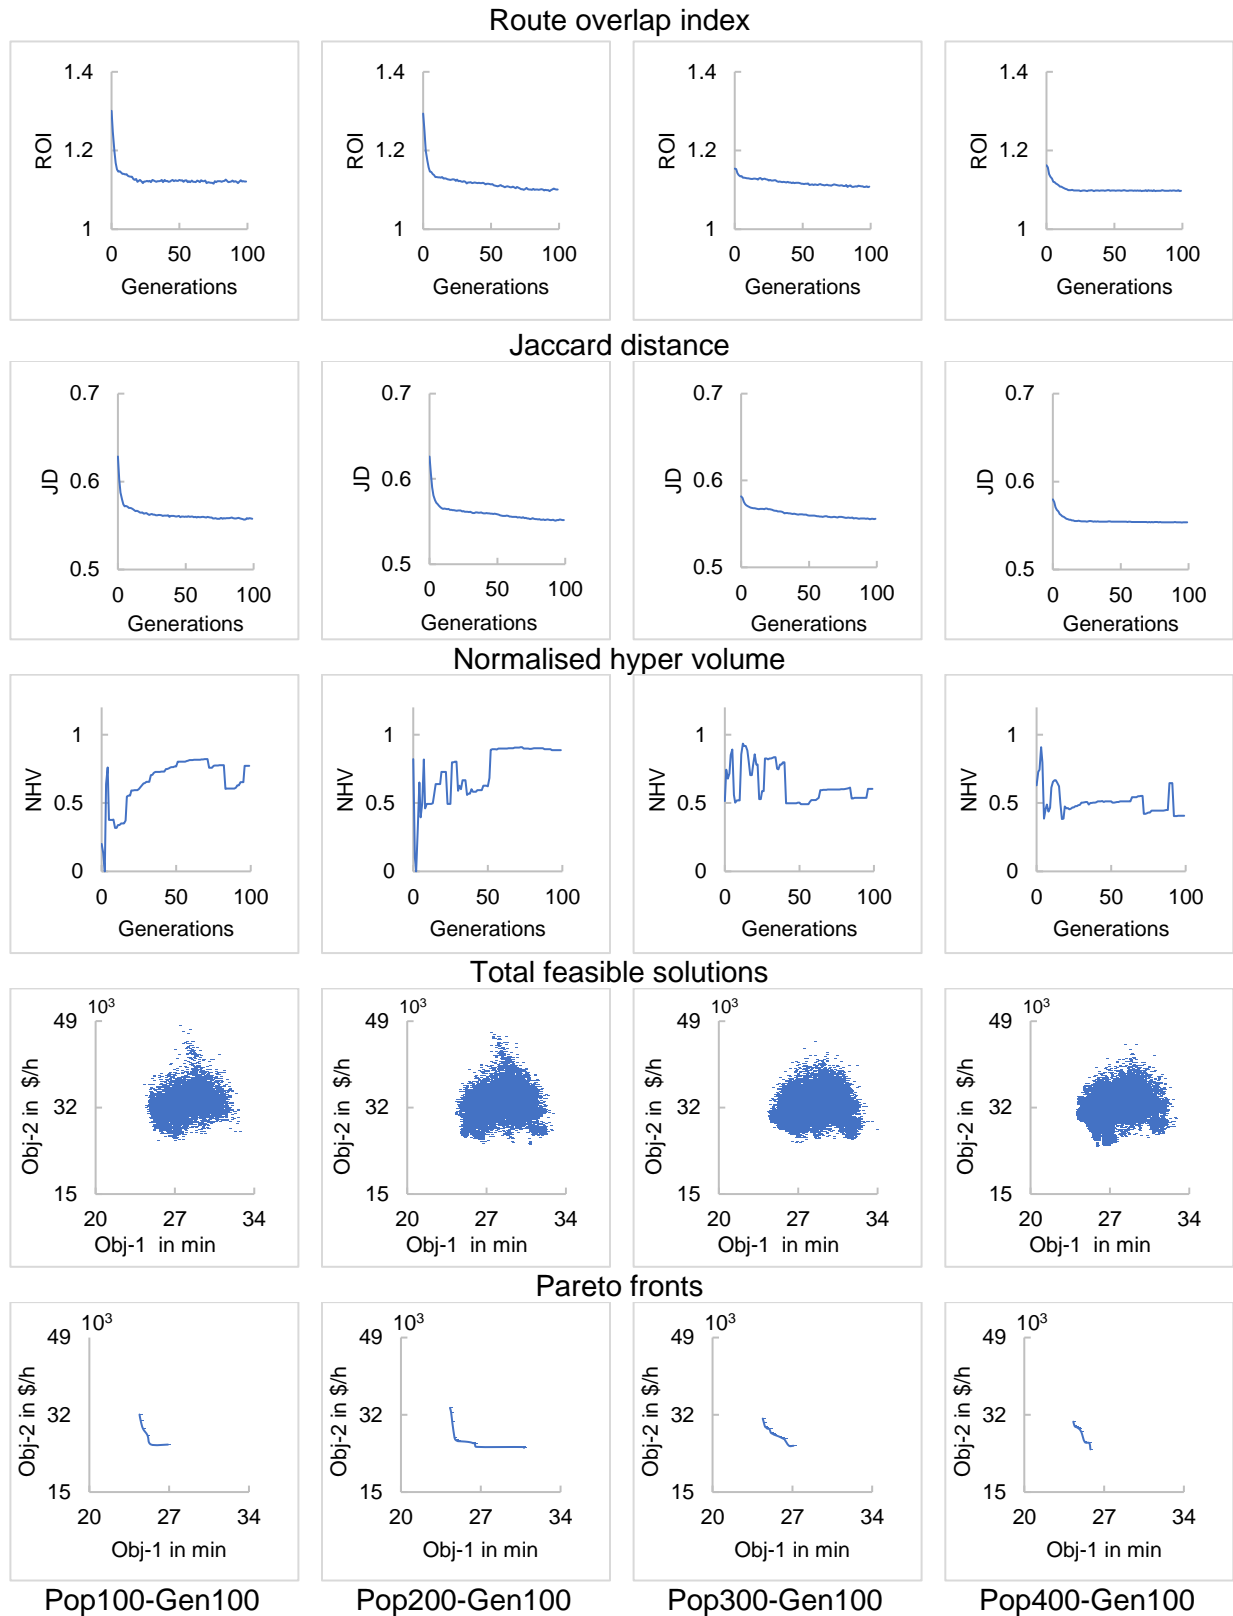 Route overlap index
1.4
1.2
1
ROI
0 50 100
Generations
1.4
1.2
1
ROI
0 50 100
Generations
1.4
1.2
1
ROI
0 50 100
Generations
1.4
1.2
1
ROI
0 50 100
Generations
Jaccard distance
0.7
0.6
0.5
JD
0 50 100
Generations
0.7
0.6
0.5
JD
0 50 100
Generations
0.7
0.6
0.5
JD
0 50 100
Generations
0.7
0.6
0.5
JD
0 50 100
Generations
Normalised hyper volume
1
0.5
0
NHV
0 50 100
Generations
1
0.5
0
NHV
0 50 100
Generations
1
0.5
0
NHV
0 50 100
Generations
1
0.5
0
NHV
0 50 100
Generations
Total feasible solutions
10³
49
32
15
Obj-2 in $/h
20 27 34
Obj-1 in min
10³
49
32
15
Obj-2 in $/h
20 27 34
Obj-1 in min
10³
49
32
15
Obj-2 in $/h
20 27 34
Obj-1 in min
10³
49
32
15
Obj-2 in $/h
20 27 34
Obj-1 in min
Pareto fronts
10³
49
32
15
Obj-2 in $/h
20 27 34
Obj-1 in min
10³
49
32
15
Obj-2 in $/h
20 27 34
Obj-1 in min
10³
49
32
15
Obj-2 in $/h
20 27 34
Obj-1 in min
10³
49
32
15
Obj-2 in $/h
20 27 34
Obj-1 in min
Pop100-Gen100 Pop200-Gen100 Pop300-Gen100 Pop400-Gen100